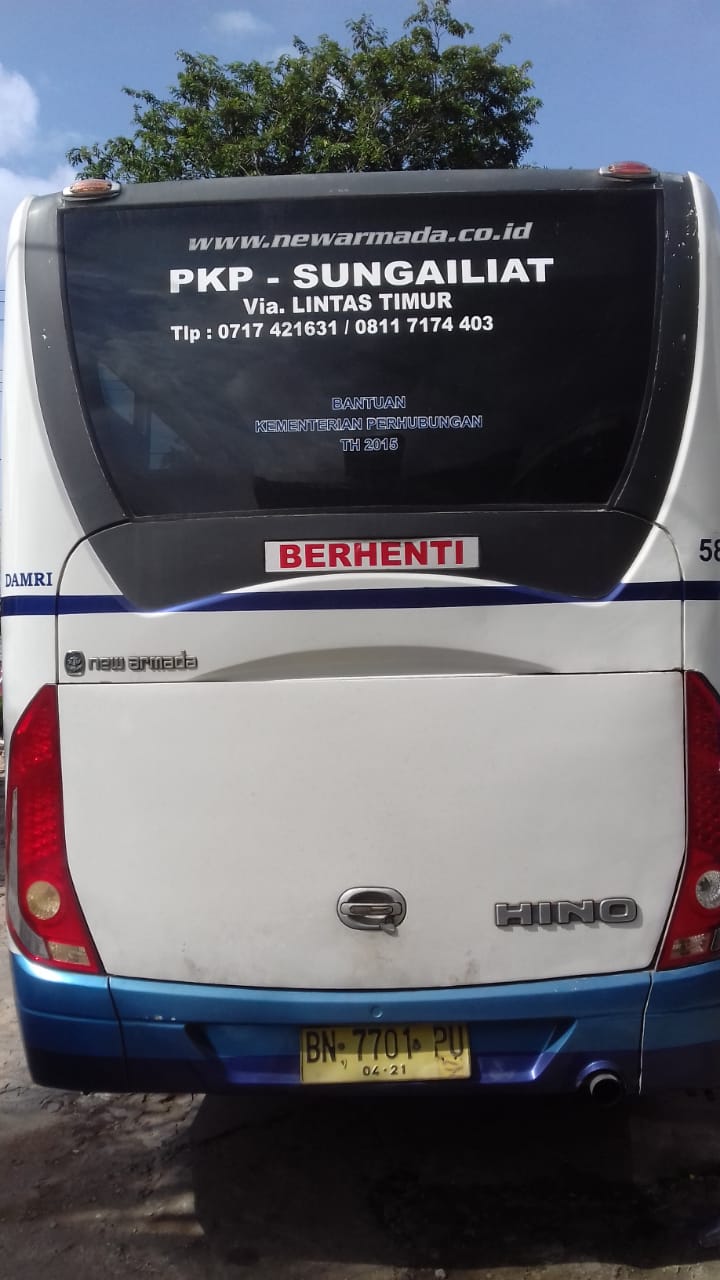 www.newarmada.co.id
PKP - SUNGAILIAT
Via. LINTAS TIMUR
Tlp : 0717 421631 / 0811 7174 403
BANTUAN
KEMENTERIAN PERHUBUNGAN
TH 2015
BERHENTI
DAMRI
new armada
HINO
BN 7701 PU
04·21